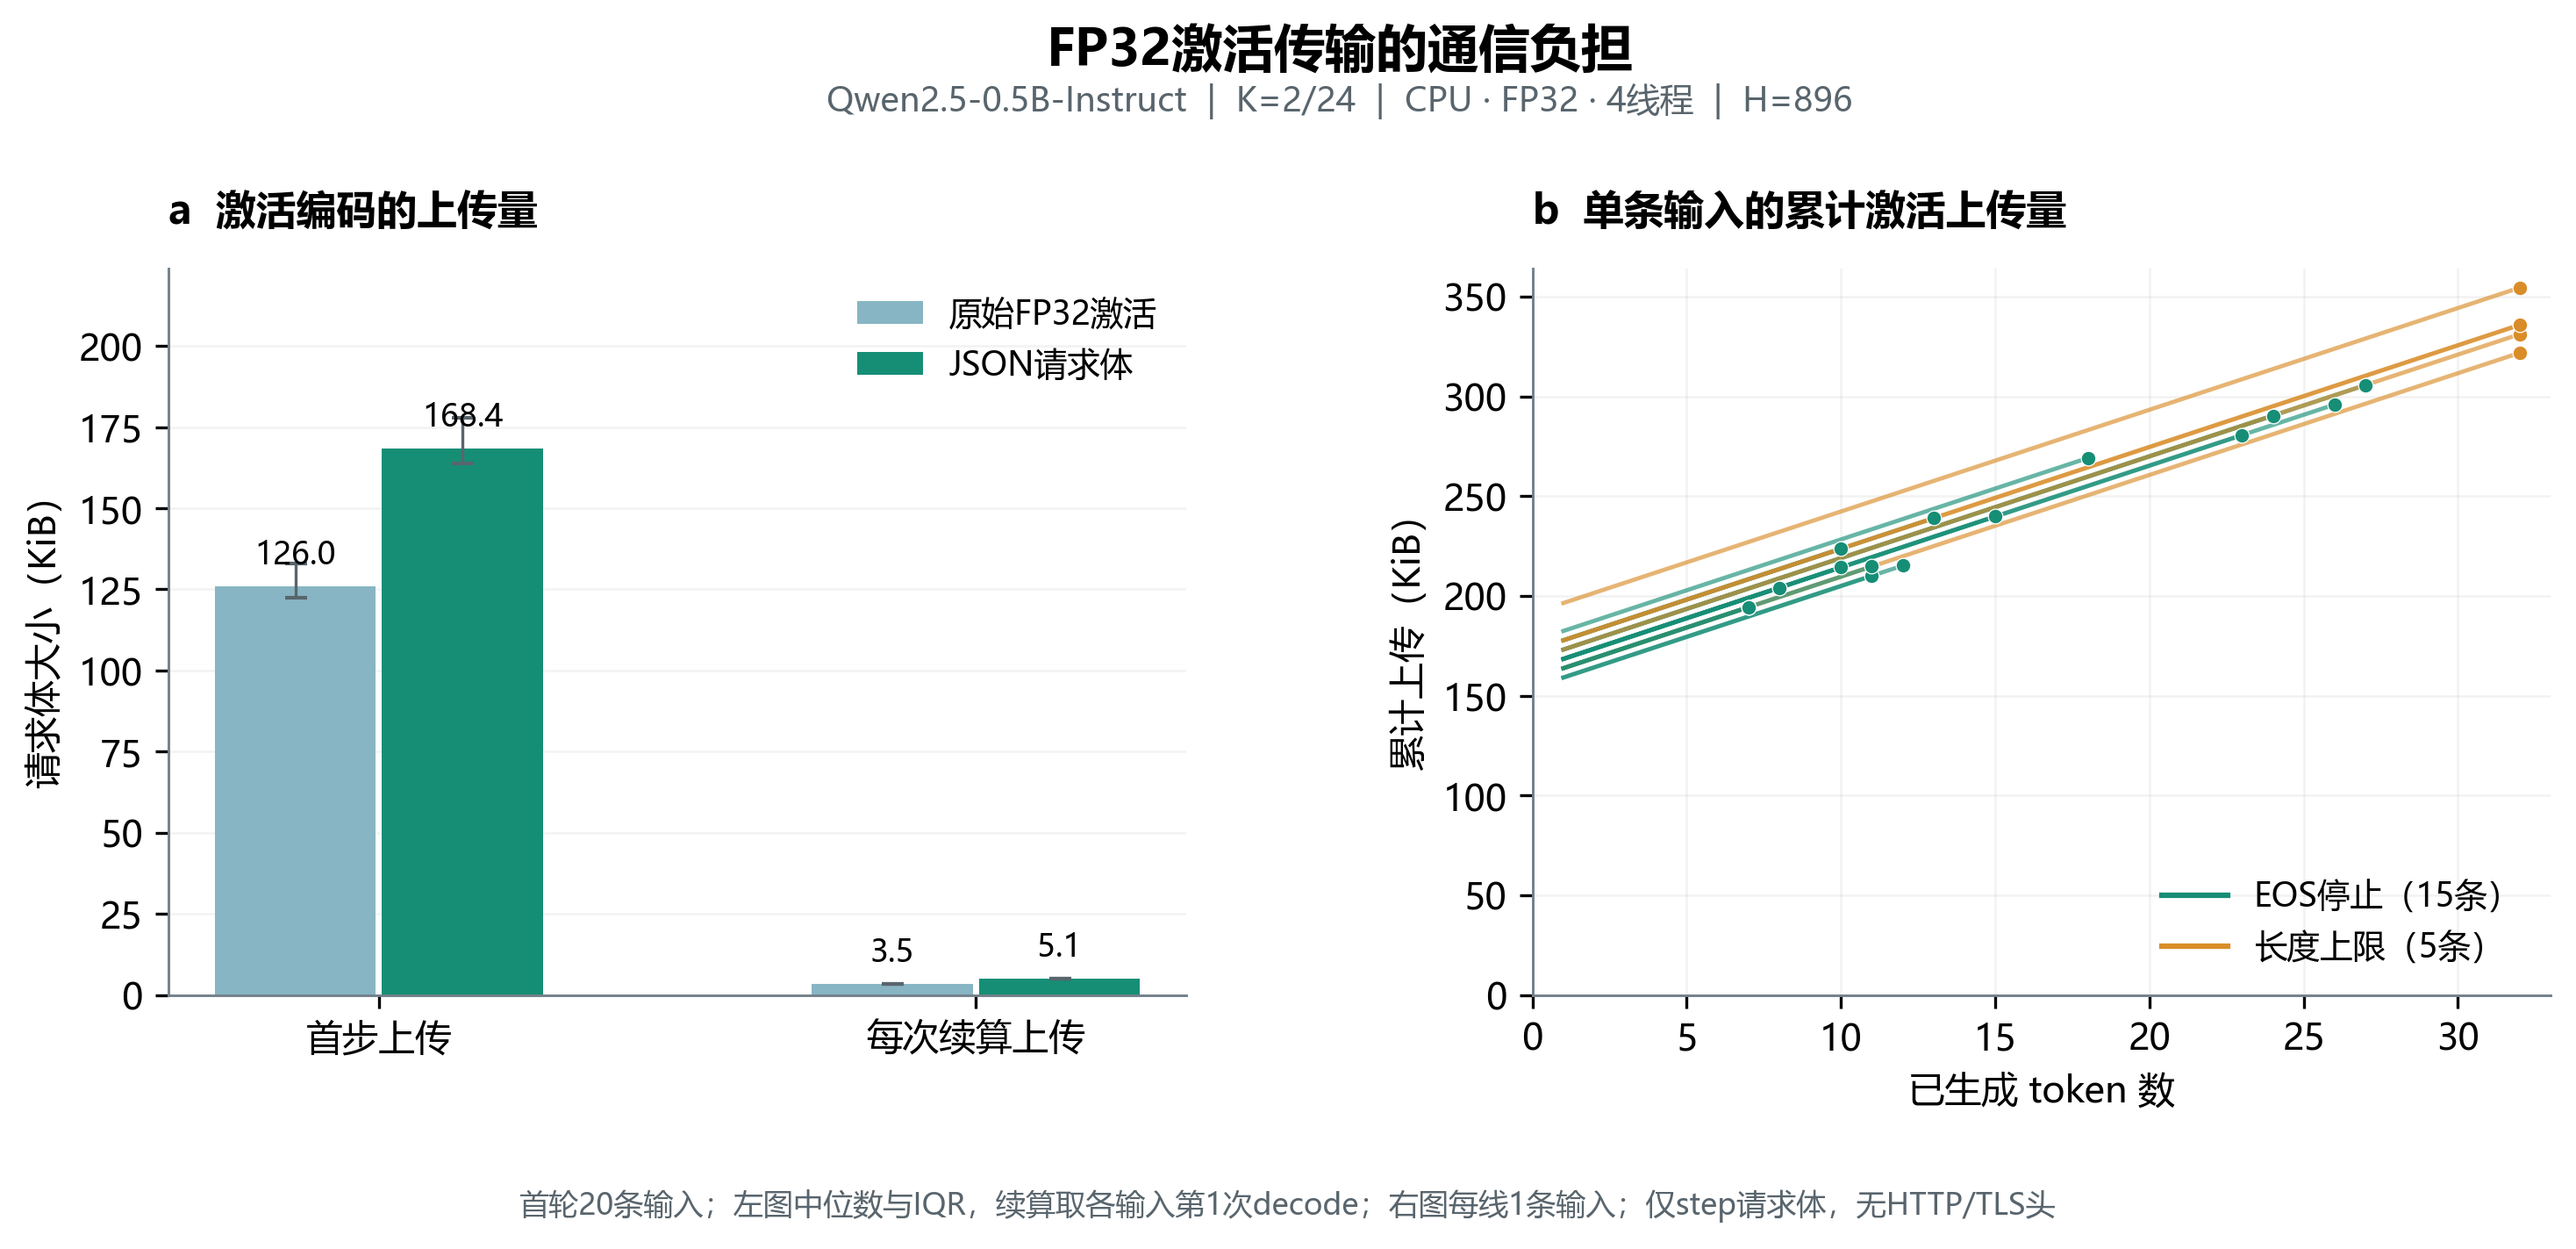 FP32激活传输的通信负担
Qwen2.5-0.5B-Instruct | K=2/24 | CPU · FP32 · 4线程 | H=896
a 激活编码的上传量
请求体大小（KiB）
200
175
150
125
100
75
50
25
0
原始FP32激活
JSON请求体
126.0
168.4
3.5
5.1
首步上传
每次续算上传
b 单条输入的累计激活上传量
累计上传（KiB）
350
300
250
200
150
100
50
0
EOS停止（15条）
长度上限（5条）
0 5 10 15 20 25 30
已生成 token 数
首轮20条输入；左图中位数与IQR，续算取各输入第1次decode；右图每线1条输入；仅step请求体，无HTTP/TLS头